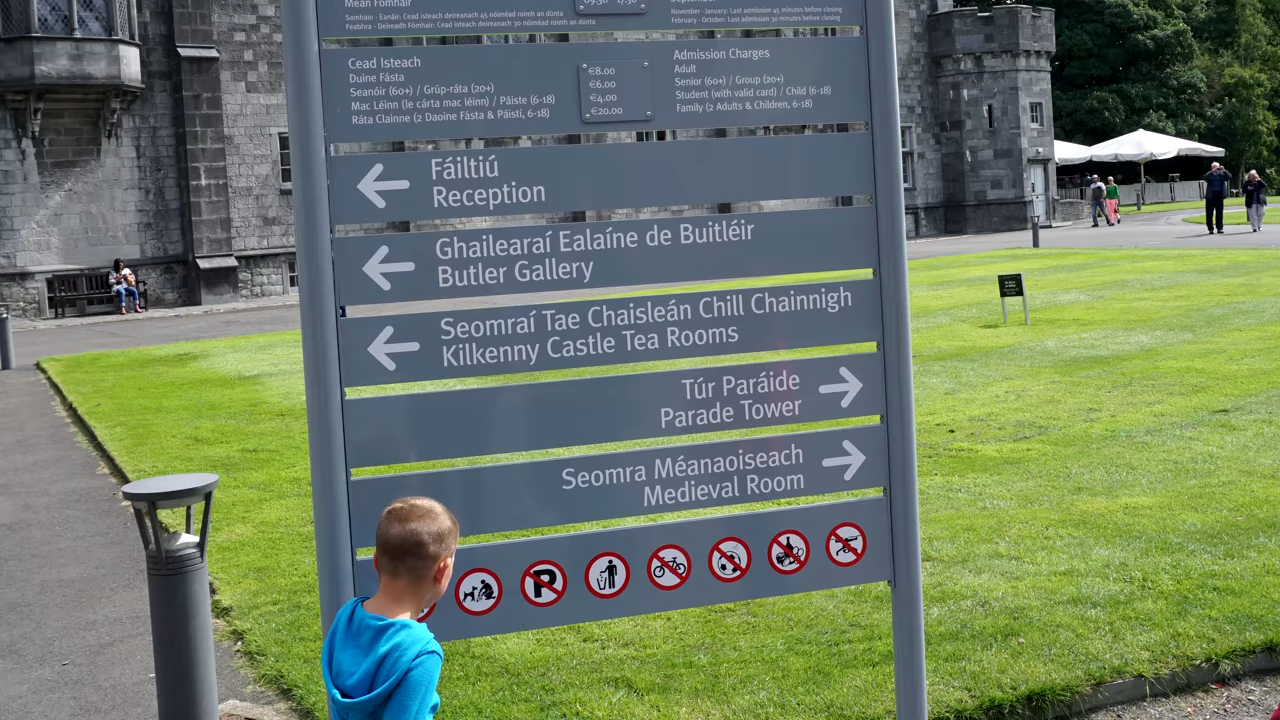 Mean Fómhair
Samhain - Eanáir: Cead isteach deireanach 45 nóiméad roimh an dúnta
Feabhra - Deireadh Fómhair: Cead isteach deireanach 30 nóiméad roimh an dúnta
November - January: Last admission 45 minutes before closing
February - October: Last admission 30 minutes before closing
Cead Isteach
Duine Fásta
Seanóir (60+) / Grúp-ráta (20+)
Mac Léinn (le cárta mac léinn) / Páiste (6-18)
Ráta Clainne (2 Daoine Fásta & Páistí, 6-18)
€8.00
€6.00
€4.00
€20.00
Admission Charges
Adult
Senior (60+) / Group (20+)
Student (with valid card) / Child (6-18)
Family (2 Adults & Children, 6-18)
Fáiltiú
Reception
Ghailearaí Ealaíne de Buitléir
Butler Gallery
Seomraí Tae Chaisleán Chill Chainnigh
Kilkenny Castle Tea Rooms
Túr Paráide
Parade Tower
Seomra Méanaoiseach
Medieval Room
P